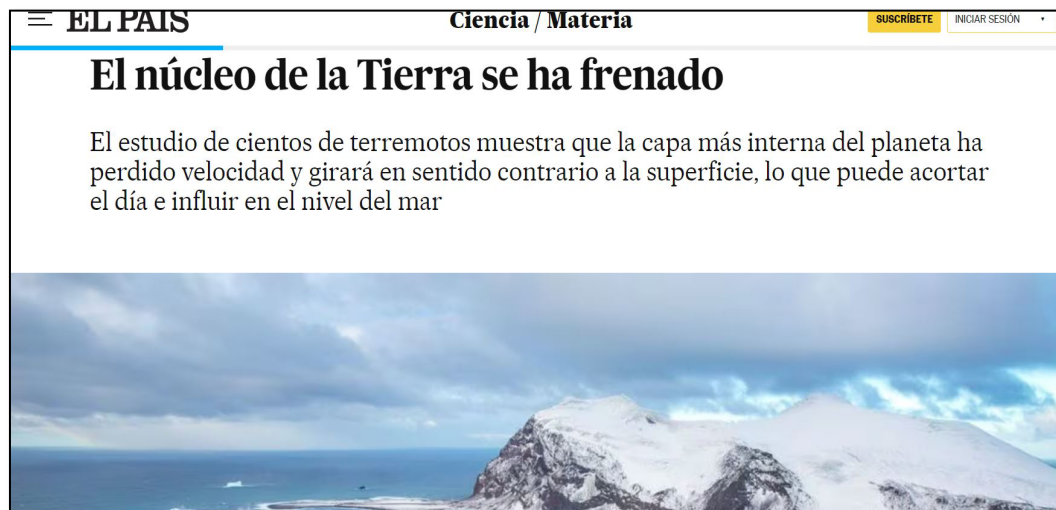 EL PAÍS
Ciencia / Materia
SUSCRÍBETE
INICIAR SESIÓN
El núcleo de la Tierra se ha frenado
El estudio de cientos de terremotos muestra que la capa más interna del planeta ha
perdido velocidad y girará en sentido contrario a la superficie, lo que puede acortar
el día e influir en el nivel del mar